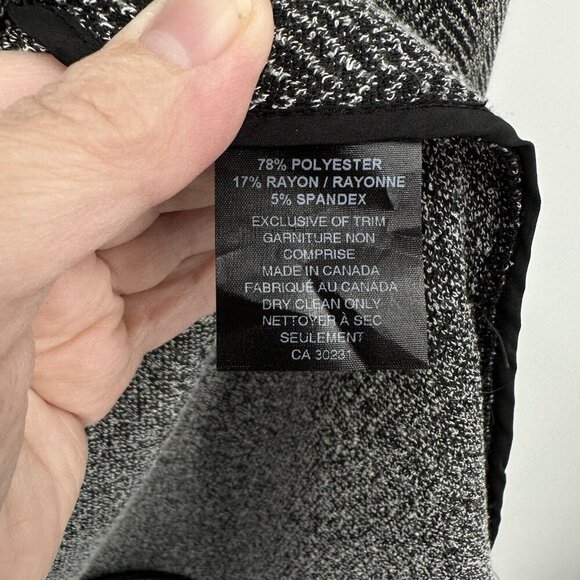 78% POLYESTER
17% RAYON / RAYONNE
5% SPANDEX
EXCLUSIVE OF TRIM
GARNITURE NON
COMPRISE
MADE IN CANADA
FABRIQUÉ AU CANADA
DRY CLEAN ONLY
NETTOYER À SEC
SEULEMENT
CA 30231